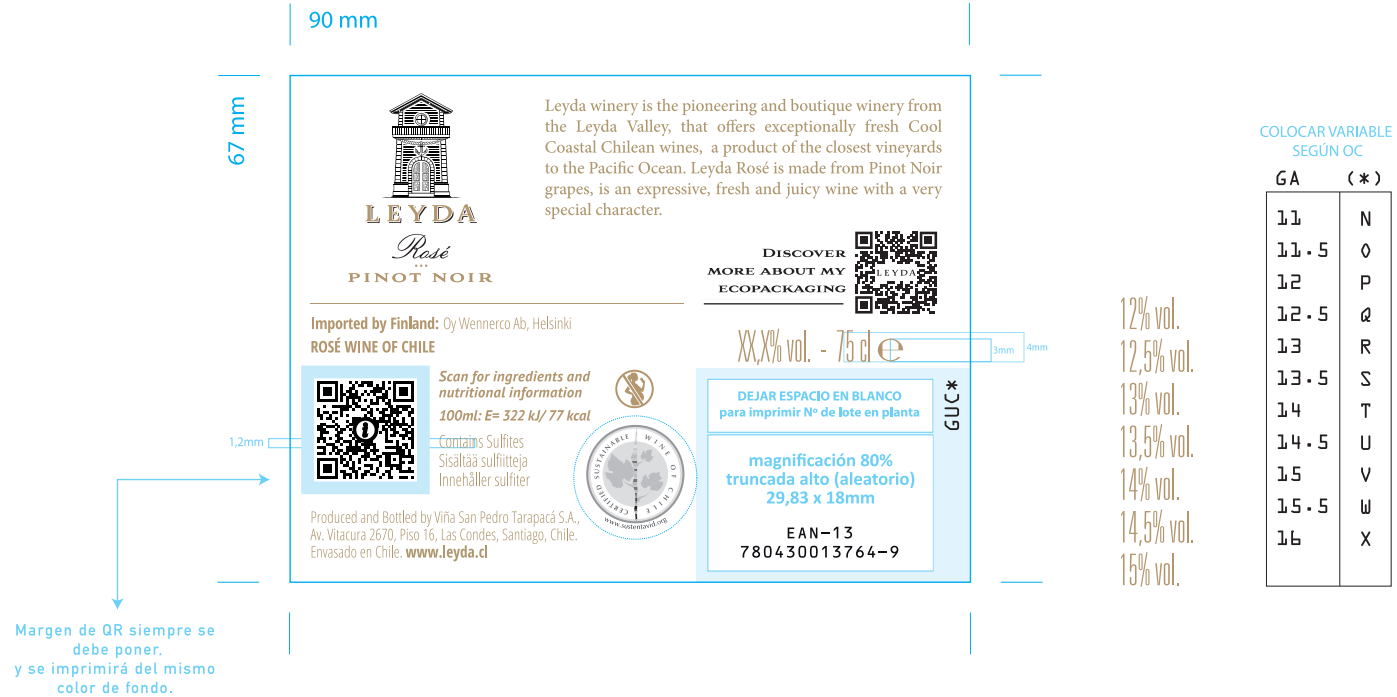 90 mm
67 mm
LEYDA
Rosé
PINOT NOIR
Leyda winery is the pioneering and boutique winery from
the Leyda Valley, that offers exceptionally fresh Cool
Coastal Chilean wines, a product of the closest vineyards
to the Pacific Ocean. Leyda Rosé is made from Pinot Noir
grapes, is an expressive, fresh and juicy wine with a very
special character.
DISCOVER
MORE ABOUT MY
ECOPACKAGING
LEYDA
Imported by Finland: Oy Wennerco Ab, Helsinki
ROSÉ WINE OF CHILE
XX,X% vol. - 75 cl e
3mm
4mm
Scan for ingredients and
nutritional information
100ml: E= 322 kJ/ 77 kcal
Contains Sulfites
Sisältää sulfiitteja
Innehåller sulfiter
1,2mm
CERTIFIED SUSTAINABLE WINE OF CHILE
www.sustentavid.org
DEJAR ESPACIO EN BLANCO
para imprimir Nº de lote en planta
GUC*
magnificación 80%
truncada alto (aleatorio)
29,83 x 18mm
EAN-13
780430013764-9
Produced and Bottled by Viña San Pedro Tarapacá S.A.,
Av. Vitacura 2670, Piso 16, Las Condes, Santiago, Chile.
Envasado en Chile. www.leyda.cl
Margen de QR siempre se
debe poner.
y se imprimirá del mismo
color de fondo.
12% vol.
12,5% vol.
13% vol.
13,5% vol.
14% vol.
14,5% vol.
15% vol.
COLOCAR VARIABLE
SEGÚN OC
GA (*)
11 N
11.5 O
12 P
12.5 Q
13 R
13.5 S
14 T
14.5 U
15 V
15.5 W
16 X